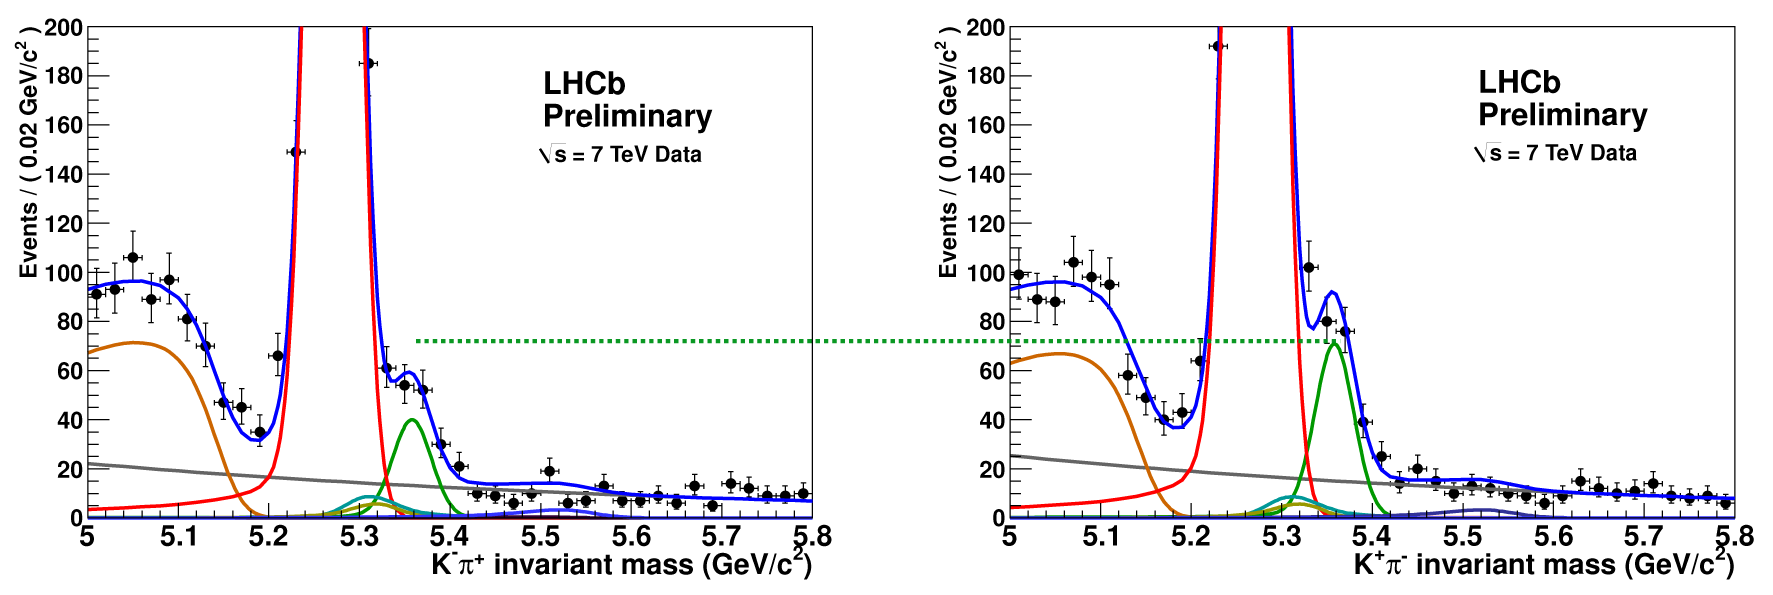 Events / ( 0.02 GeV/c² )
200
180
160
140
120
100
80
60
40
20
0
LHCb
Preliminary
√s = 7 TeV Data
5 5.1 5.2 5.3 5.4 5.5 5.6 5.7 5.8
K⁻π⁺ invariant mass (GeV/c²)
Events / ( 0.02 GeV/c² )
200
180
160
140
120
100
80
60
40
20
0
LHCb
Preliminary
√s = 7 TeV Data
5 5.1 5.2 5.3 5.4 5.5 5.6 5.7 5.8
K⁺π⁻ invariant mass (GeV/c²)